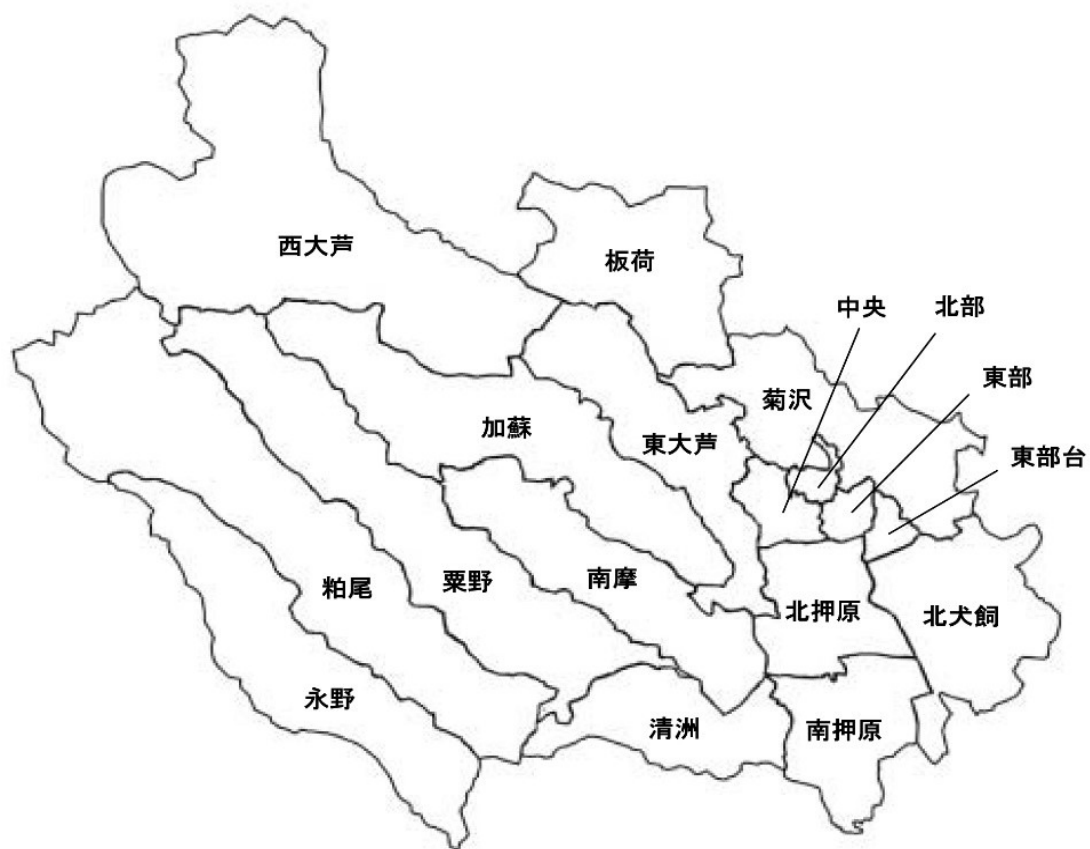 西大芦
板荷
中央
北部
東部
菊沢
加蘇
東大芦
東部台
粕尾
粟野
南摩
北押原
北犬飼
永野
清洲
南押原